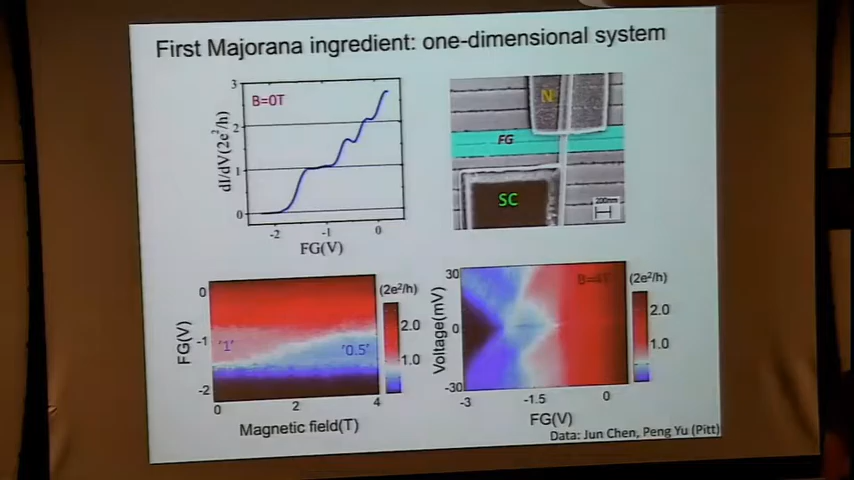 First Majorana ingredient: one-dimensional system
3
2
1
0
dI/dV(2e²/h)
B=0T
-2 -1 0
FG(V)
N
FG
SC
200nm
0
-1
-2
FG(V)
'1'
'0.5'
0 2 4
Magnetic field(T)
(2e²/h)
2.0
1.0
30
0
-30
Voltage(mV)
-3 -1.5 0
FG(V)
(2e²/h)
2.0
1.0
Data: Jun Chen, Peng Yu (Pitt)